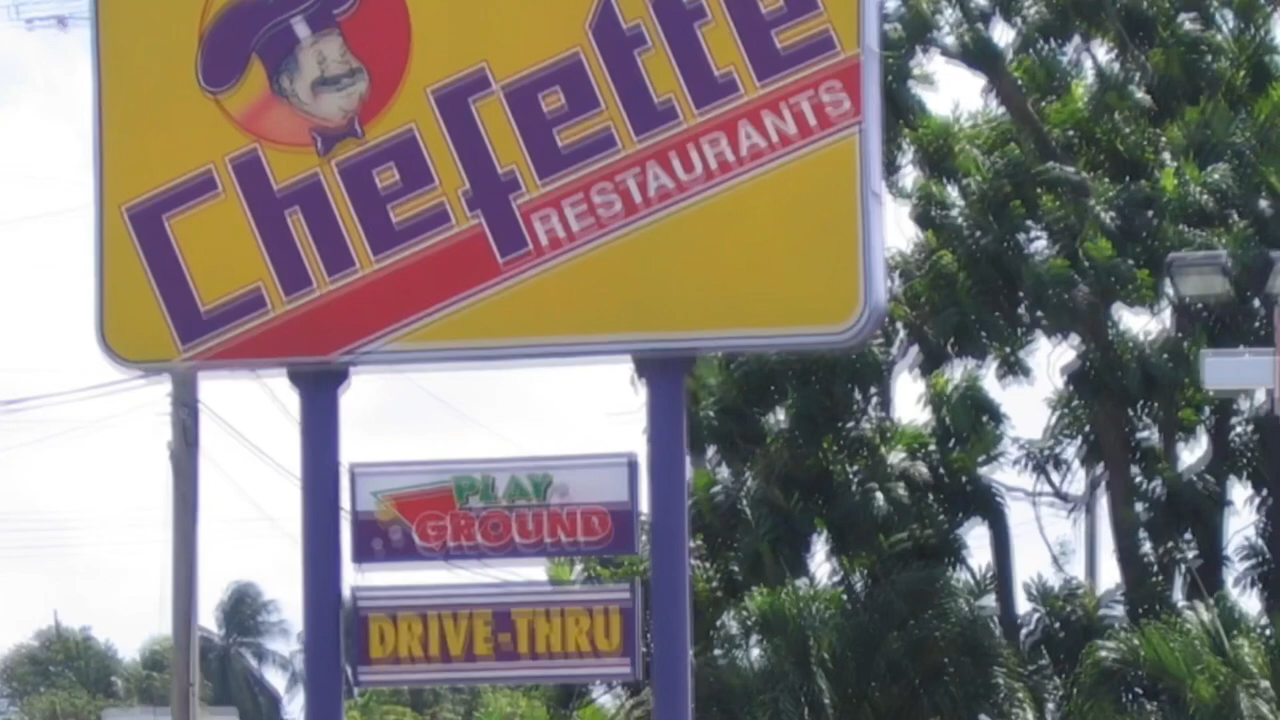 Chefette
RESTAURANTS
PLAY
GROUND
DRIVE-THRU